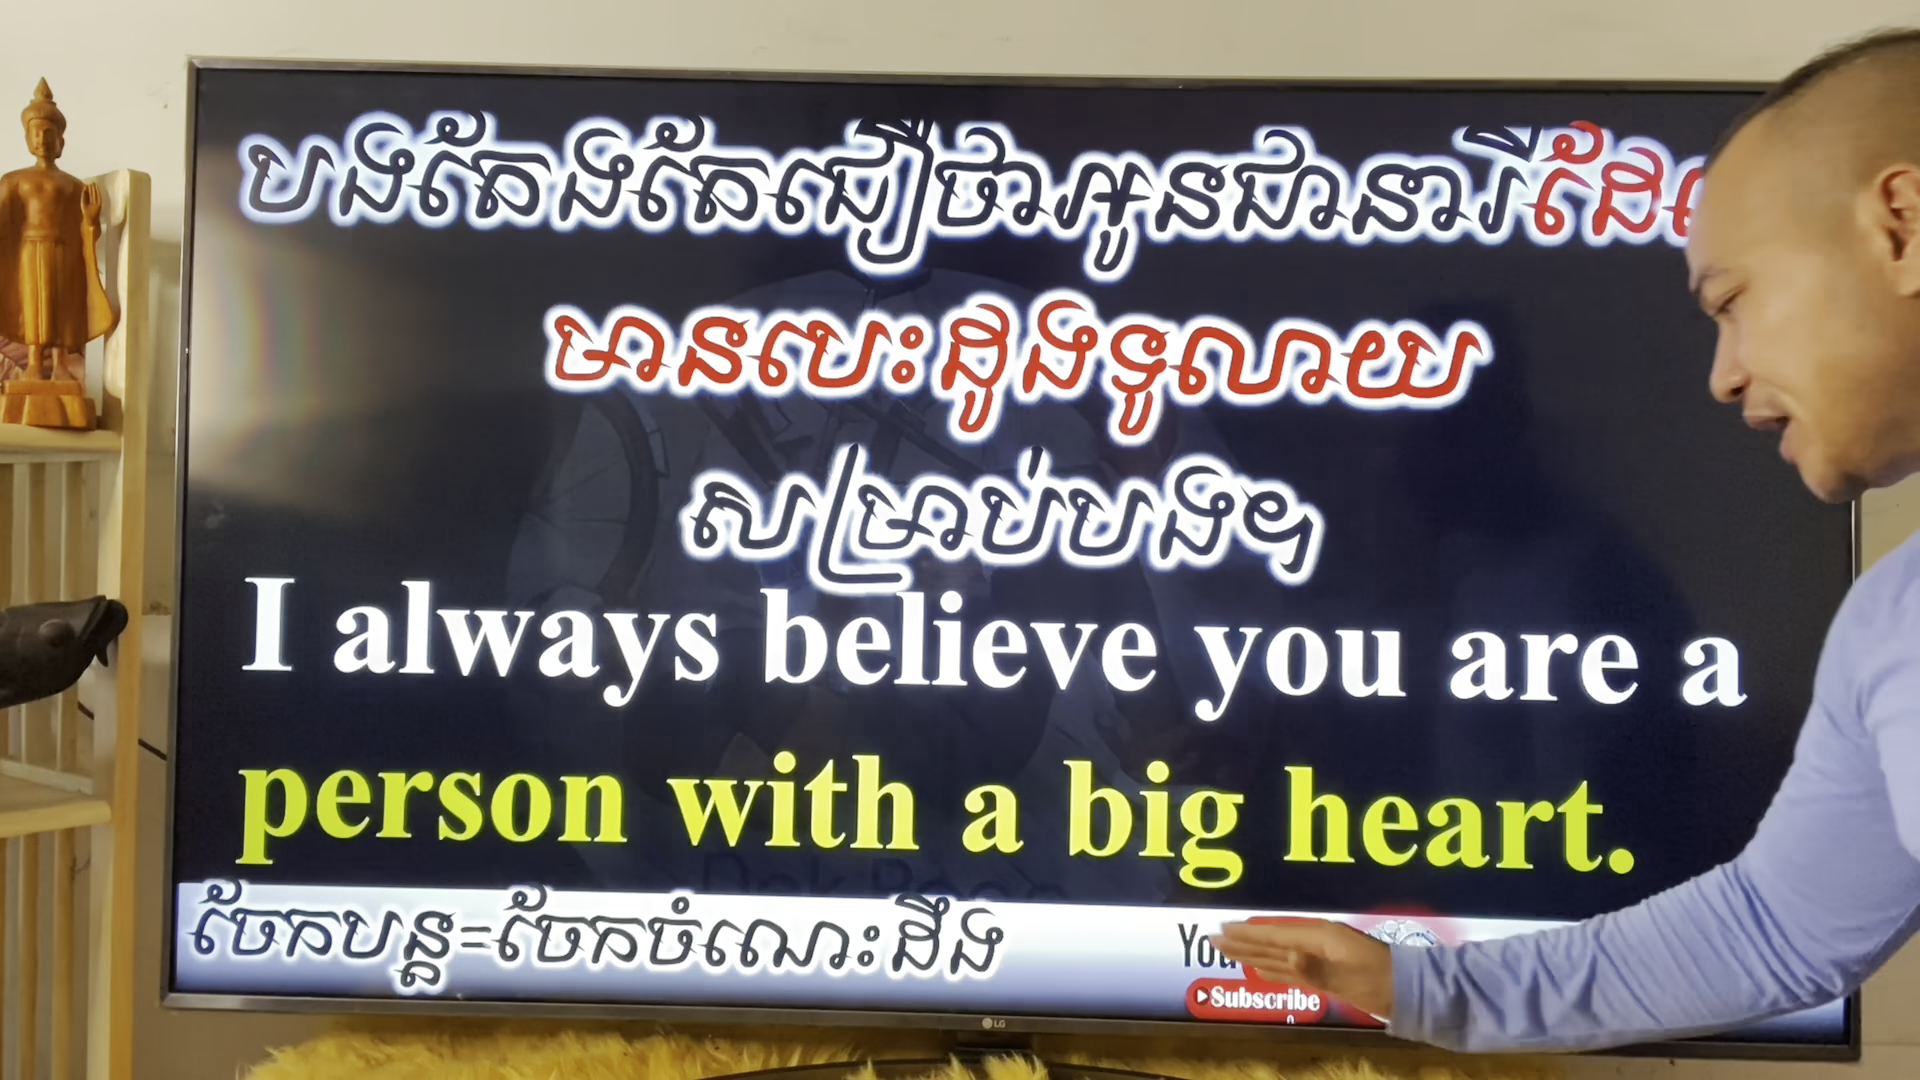 បងតែងតែជឿថាអូនជានារី
មានបេះដូងទូលាយ
សម្រាប់បង។
I always believe you are a
person with a big heart.
ចែកបន្ត=ចែកចំណេះដឹង
Subscribe
LG